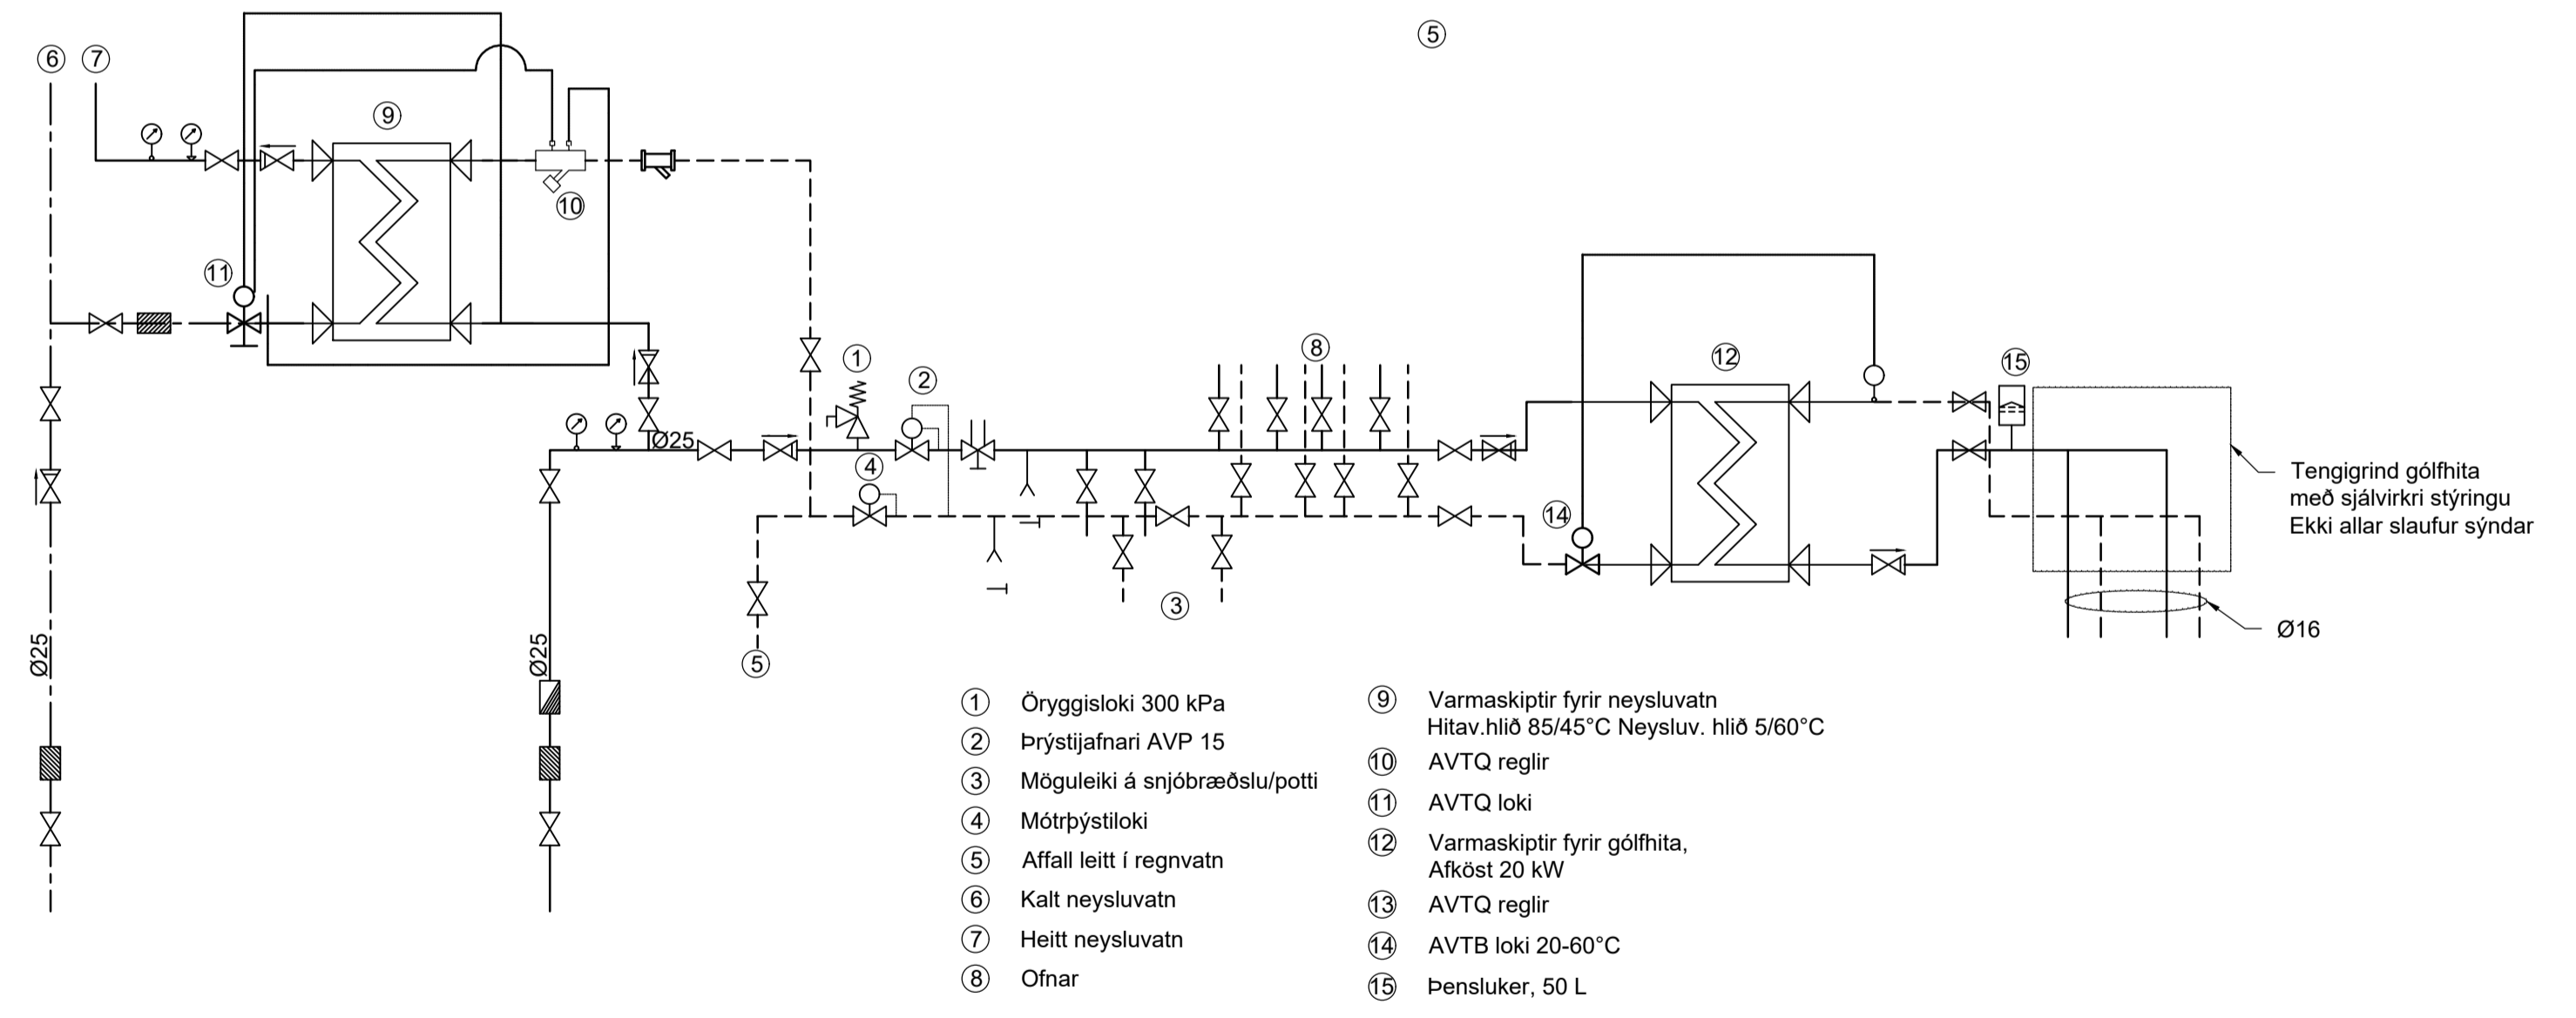 5
6
7
9
10
11
1
2
8
12
15
Ø25
4
Tengigrind gólfhita
með sjálvirkri stýringu
Ekki allar slaufur sýndar
14
3
Ø16
Ø25
Ø25
5
1 Öryggisloki 300 kPa
2 Þrýstijafnari AVP 15
3 Möguleiki á snjóbræðslu/potti
4 Mótrþýstiloki
5 Affall leitt í regnvatn
6 Kalt neysluvatn
7 Heitt neysluvatn
8 Ofnar
9 Varmaskiptir fyrir neysluvatn
Hitav.hlið 85/45°C Neysluv. hlið 5/60°C
10 AVTQ reglir
11 AVTQ loki
12 Varmaskiptir fyrir gólfhita,
Afköst 20 kW
13 AVTQ reglir
14 AVTB loki 20-60°C
15 Þensluker, 50 L